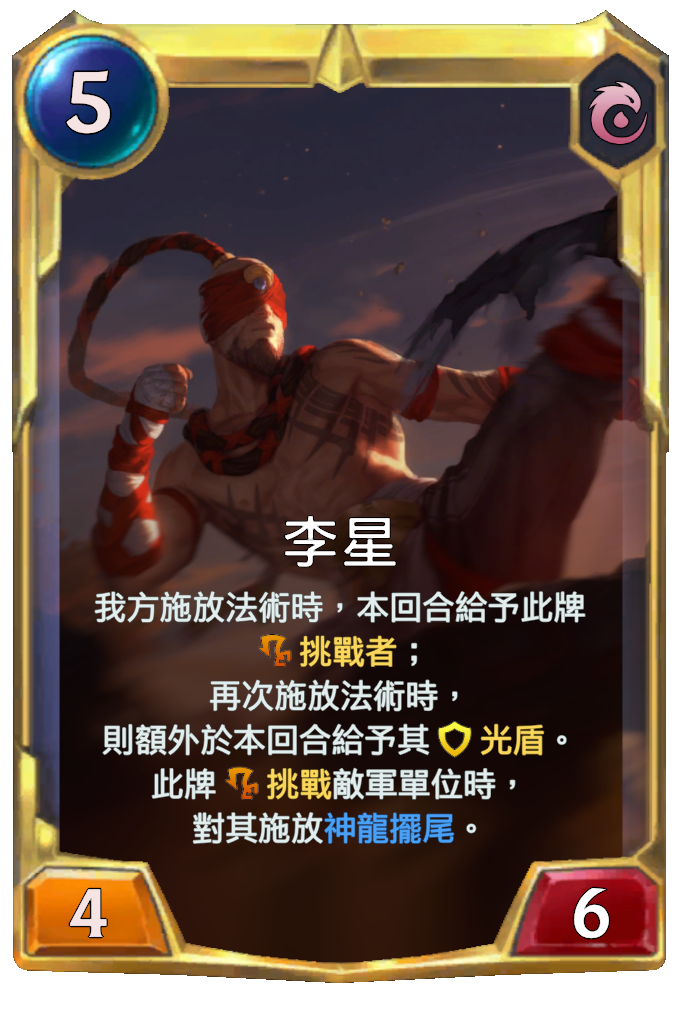 5
李星
我方施放法術時，本回合給予此牌
挑戰者；
再次施放法術時，
則額外於本回合給予其 光盾。
此牌 挑戰敵軍單位時，
對其施放神龍擺尾。
4
6